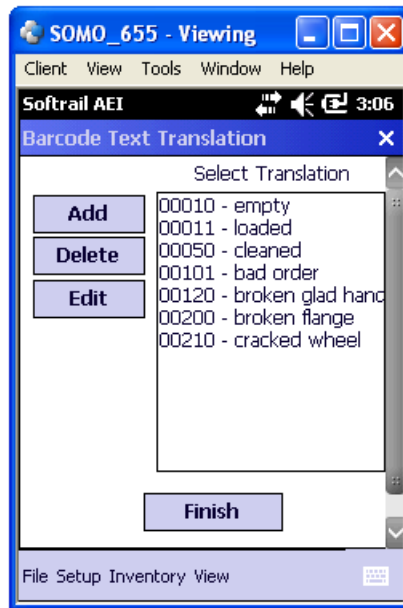 SOMO_655 - Viewing
Client View Tools Window Help
Softrail AEI 3:06
Barcode Text Translation
Select Translation
Add
Delete
Edit
00010 - empty
00011 - loaded
00050 - cleaned
00101 - bad order
00120 - broken glad hand
00200 - broken flange
00210 - cracked wheel
Finish
File Setup Inventory View